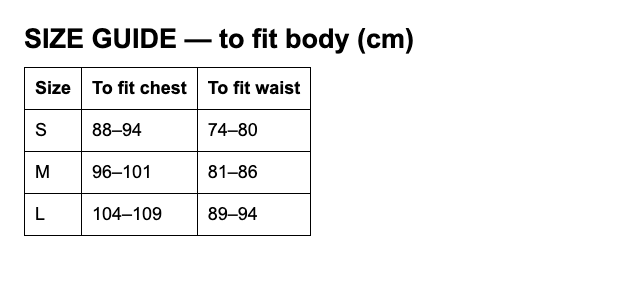 SIZE GUIDE — to fit body (cm)
Size To fit chest To fit waist
S 88–94 74–80
M 96–101 81–86
L 104–109 89–94